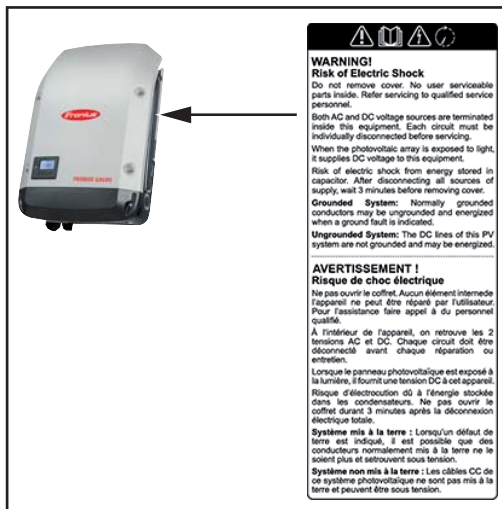 Fronius
FRONIUS GALVO
WARNING!
Risk of Electric Shock
Do not remove cover. No user serviceable
parts inside. Refer servicing to qualified service
personnel.
Both AC and DC voltage sources are terminated
inside this equipment. Each circuit must be
individually disconnected before servicing.
When the photovoltaic array is exposed to light,
it supplies DC voltage to this equipment.
Risk of electric shock from energy stored in
capacitor. After disconnecting all sources of
supply, wait 3 minutes before removing cover.
Grounded System: Normally grounded
conductors may be ungrounded and energized
when a ground fault is indicated.
Ungrounded System: The DC lines of this PV
system are not grounded and may be energized.
AVERTISSEMENT !
Risque de choc électrique
Ne pas ouvrir le coffret. Aucun élément internede
l'appareil ne peut être réparé par l'utilisateur.
Pour l'assistance faire appel à du personnel
qualifié.
À l'intérieur de l'appareil, on retrouve les 2
tensions AC et DC. Chaque circuit doit être
déconnecté avant chaque réparation ou
entretien.
Lorsque le panneau photovoltaïque est exposé à
la lumière, il fournit une tension DC à cet appareil.
Risque d'électrocution dû à l'énergie stockée
dans les condensateurs. Ne pas ouvrir le
coffret durant 3 minutes après la déconnexion
électrique totale.
Système mis à la terre : Lorsqu'un défaut de
terre est indiqué, il est possible que des
conducteurs normalement mis à la terre ne le
soient plus et setrouvent sous tension.
Système non mis à la terre : Les câbles CC de
ce système photovoltaïque ne sont pas mis à la
terre et peuvent être sous tension.